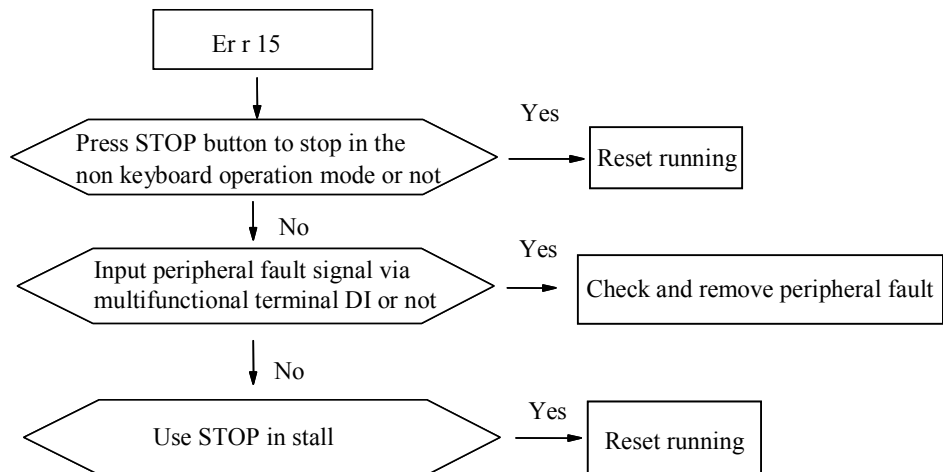 Er r 15
Yes
Press STOP button to stop in the
non keyboard operation mode or not
Reset running
No
Yes
Input peripheral fault signal via
multifunctional terminal DI or not
Check and remove peripheral fault
No
Yes
Use STOP in stall
Reset running